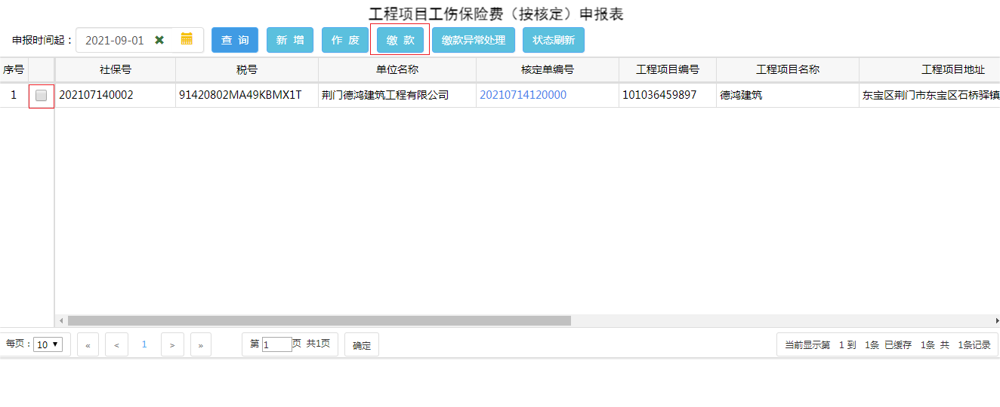 工程项目工伤保险费（按核定）申报表
申报时间起： 2021-09-01 查 询 新 增 作 废 缴 款 缴款异常处理 状态刷新
序号 社保号 税号 单位名称 核定单编号 工程项目编号 工程项目名称 工程项目地址
1 202107140002 91420802MA49KBMX1T 荆门德鸿建筑工程有限公司 20210714120000 101036459897 德鸿建筑 东宝区荆门市东宝区石桥驿镇
每页： 10 « < 1 > » 第 1 页 共1页 确定 当前显示第 1 到 1条 已缓存 1条 共 1条记录